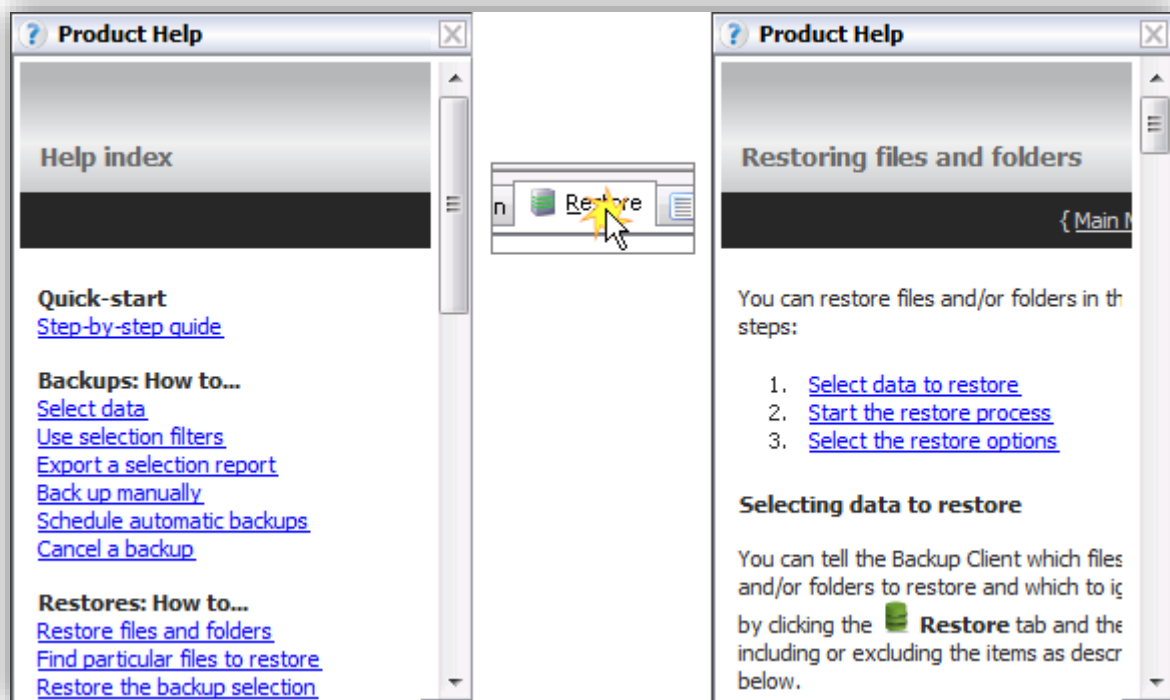 Product Help
Help index
Quick-start
Step-by-step guide
Backups: How to...
Select data
Use selection filters
Export a selection report
Back up manually
Schedule automatic backups
Cancel a backup
Restores: How to...
Restore files and folders
Find particular files to restore
Restore the backup selection
n Restore
Product Help
Restoring files and folders
{ Main
You can restore files and/or folders in th
steps:
1. Select data to restore
2. Start the restore process
3. Select the restore options
Selecting data to restore
You can tell the Backup Client which files
and/or folders to restore and which to ig
by clicking the Restore tab and the
including or excluding the items as descr
below.